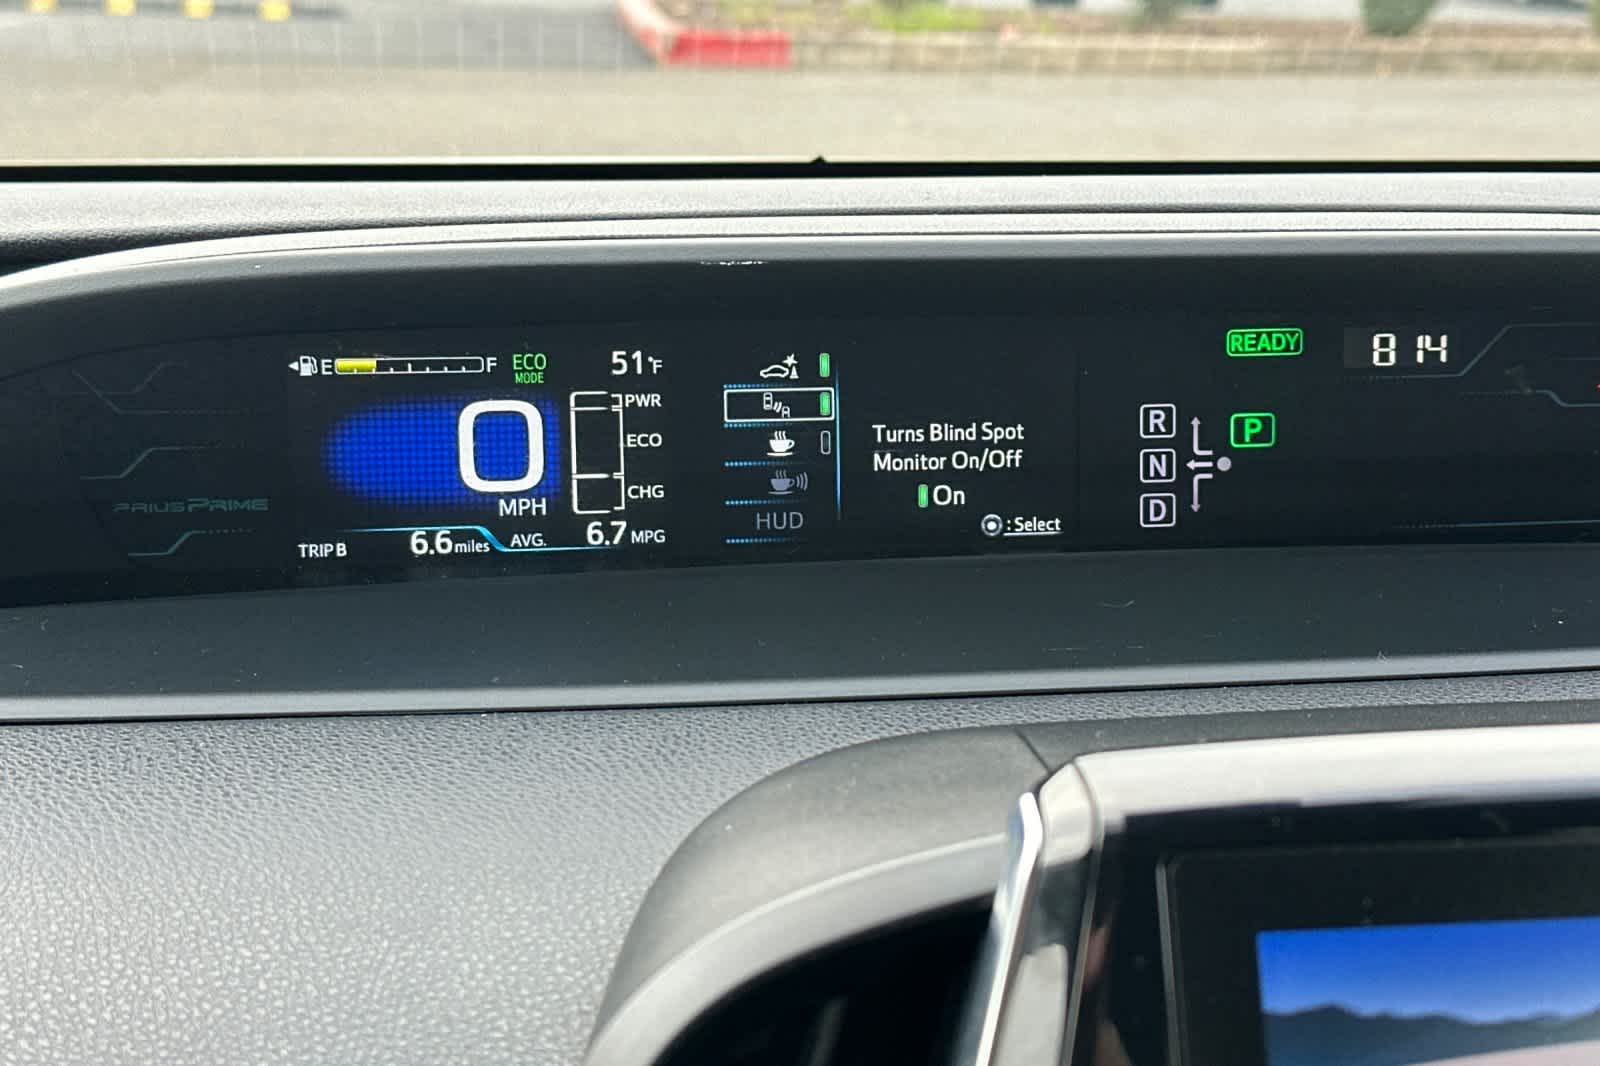 E F ECO MODE 51°F
READY 8 14
PWR
0 MPH ECO
CHG
TRIP B 6.6 miles AVG. 6.7 MPG
HUD
Turns Blind Spot
Monitor On/Off
On
: Select
R P
N
D
PRIUS PRIME